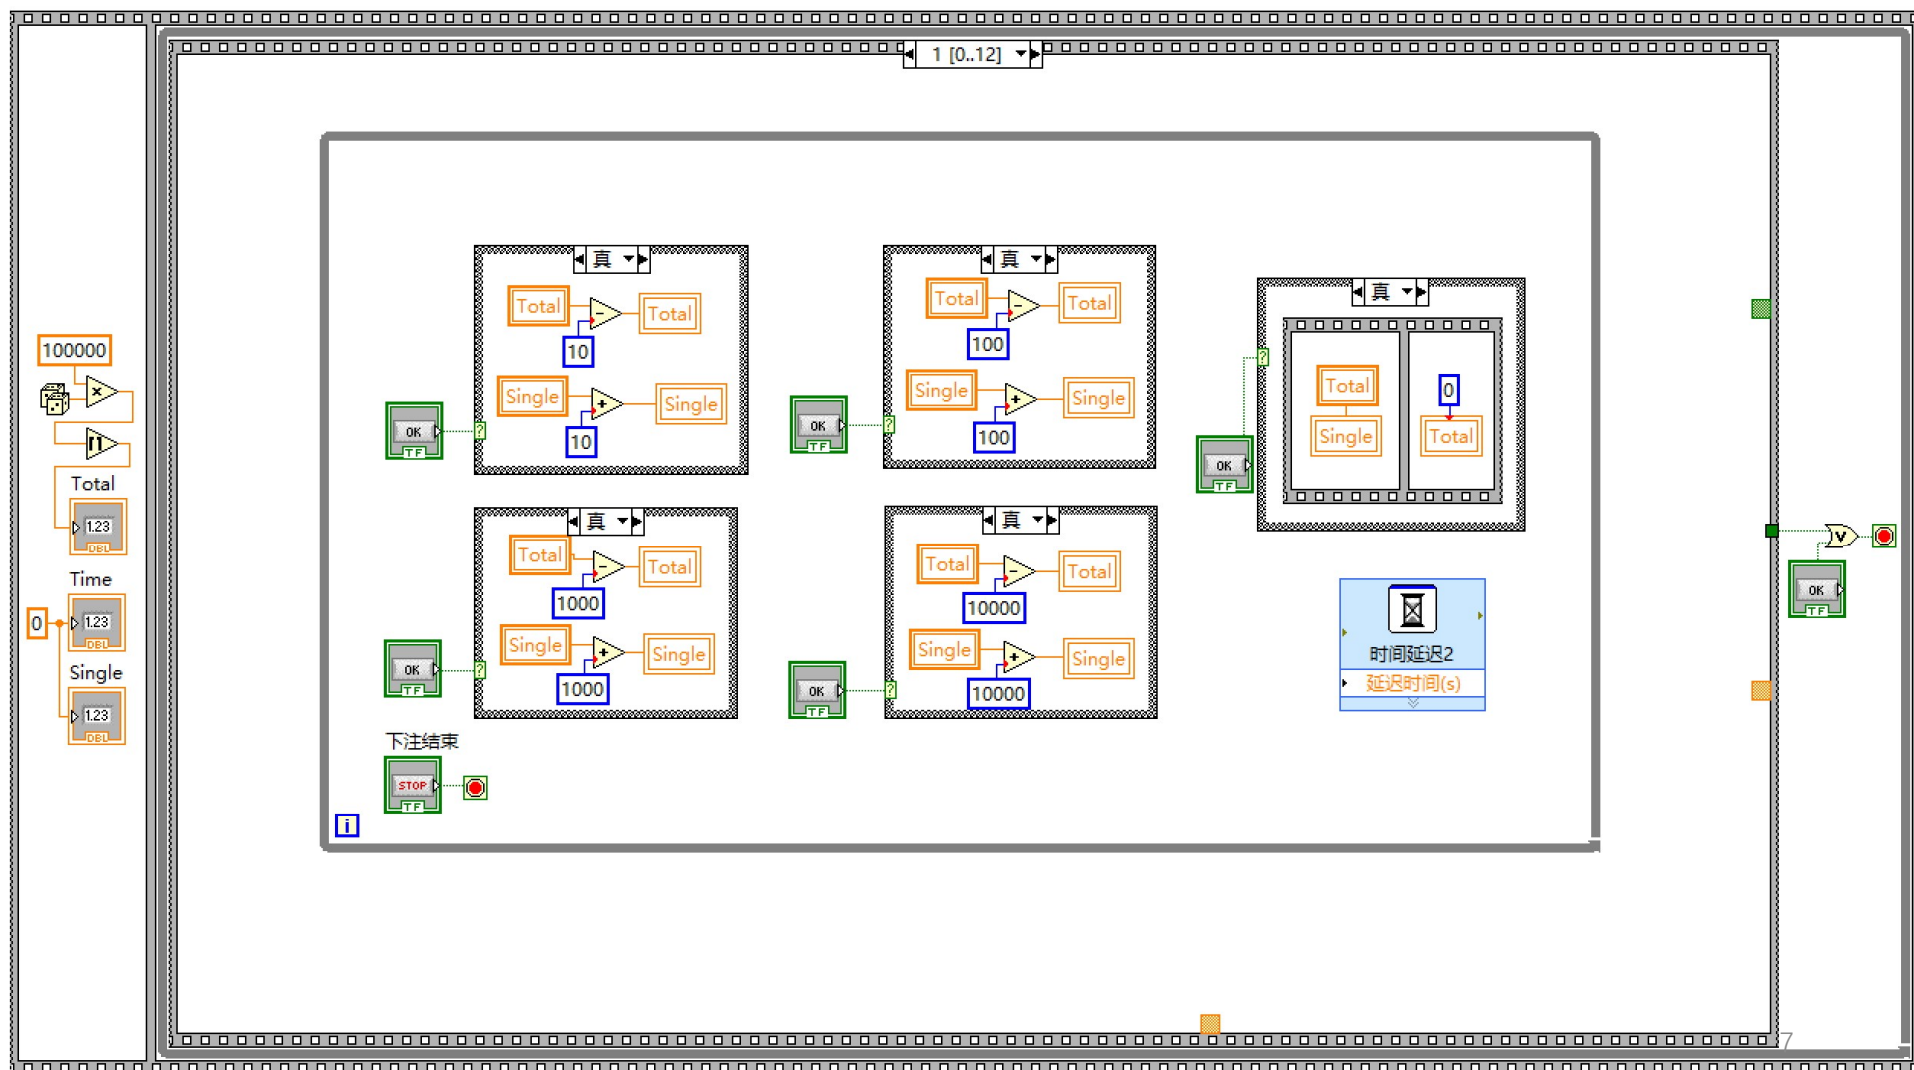 1 [0..12]
100000
x
Total
1.23
DBL
Time
0
1.23
DBL
Single
1.23
DBL
真
Total
-
Total
10
Single
+
Single
10
OK
TF
?
真
Total
-
Total
100
Single
+
Single
100
OK
TF
?
真
Total
Single
0
Total
OK
TF
?
真
Total
-
Total
1000
Single
+
Single
1000
OK
TF
?
真
Total
-
Total
10000
Single
+
Single
10000
OK
TF
?
时间延迟2
延迟时间(s)
下注结束
STOP
TF
i
V
OK
TF
7